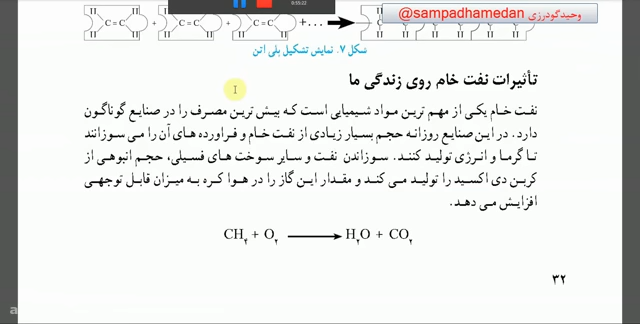 0:55:22
@sampadhamedan وحیدگودرزی
C = C + C = C + C = C +...
شکل ۷. نمایش تشکیل پلی اتن
تأثیرات نفت خام روی زندگی ما
نفت خام یکی از مهم ترین مواد شیمیایی است که بیش ترین مصرف را در صنایع گوناگون
دارد. در این صنایع روزانه حجم بسیار زیادی از نفت خام و فراورده های آن را می سوزانند
تا گرما و انرژی تولید کنند. سوزاندن نفت و سایر سوخت های فسیلی، حجم انبوهی از
کربن دی اکسید را تولید می کند و مقدار این گاز را در هوا کره به میزان قابل توجهی
افزایش می دهد.
CH۴ + O۲ ⟶ H۲O + CO۲
۳۲